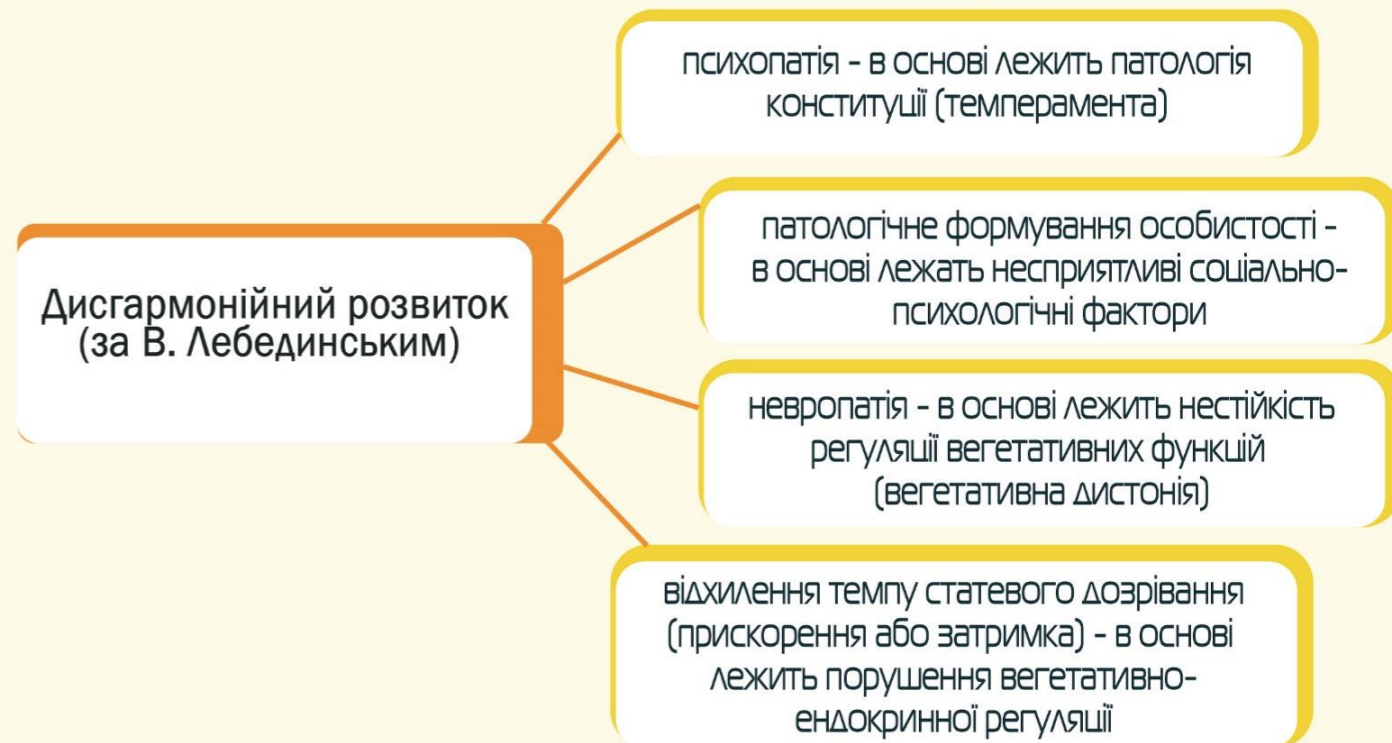 психопатія - в основі лежить патологія
конституції (темперамента)
патологічне формування особистості -
в основі лежать несприятливі соціально-
психологічні фактори
Дисгармонійний розвиток
(за В. Лебединським)
невропатія - в основі лежить нестійкість
регуляції вегетативних функцій
(вегетативна дистонія)
відхилення темпу статевого дозрівання
(прискорення або затримка) - в основі
лежить порушення вегетативно-
ендокринної регуляції